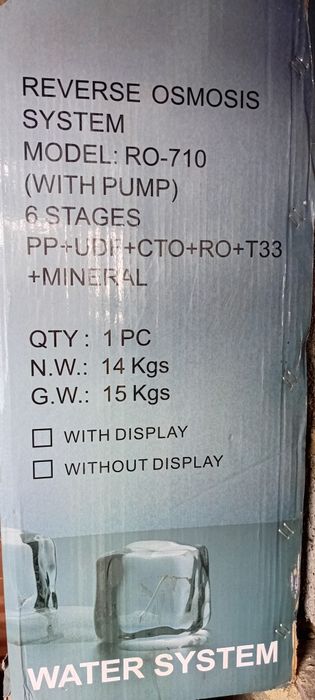 REVERSE OSMOSIS
SYSTEM
MODEL: RO-710
(WITH PUMP)
6 STAGES
PP+UDF+CTO+RO+T33
+MINERAL
QTY : 1 PC
N.W.: 14 Kgs
G.W.: 15 Kgs
WITH DISPLAY
WITHOUT DISPLAY
WATER SYSTEM